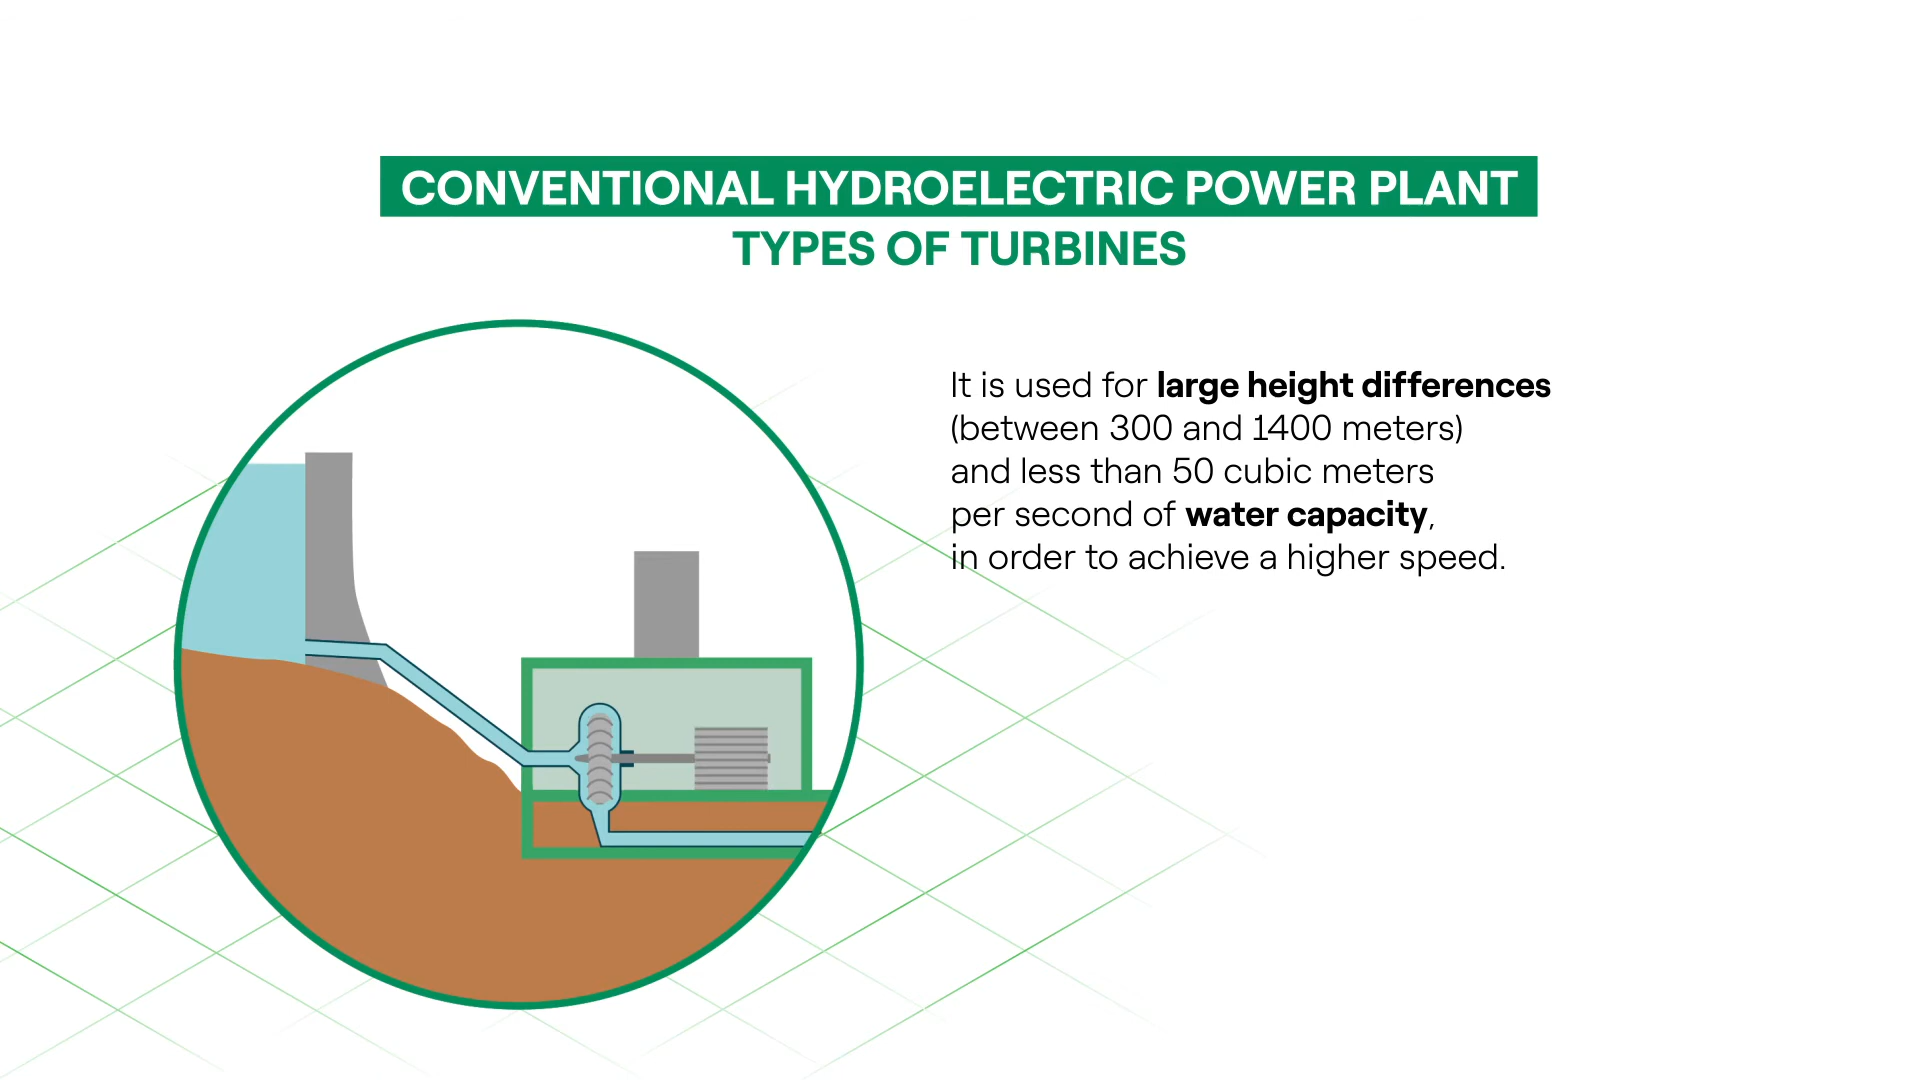 CONVENTIONAL HYDROELECTRIC POWER PLANT
TYPES OF TURBINES
It is used for large height differences
(between 300 and 1400 meters)
and less than 50 cubic meters
per second of water capacity,
in order to achieve a higher speed.